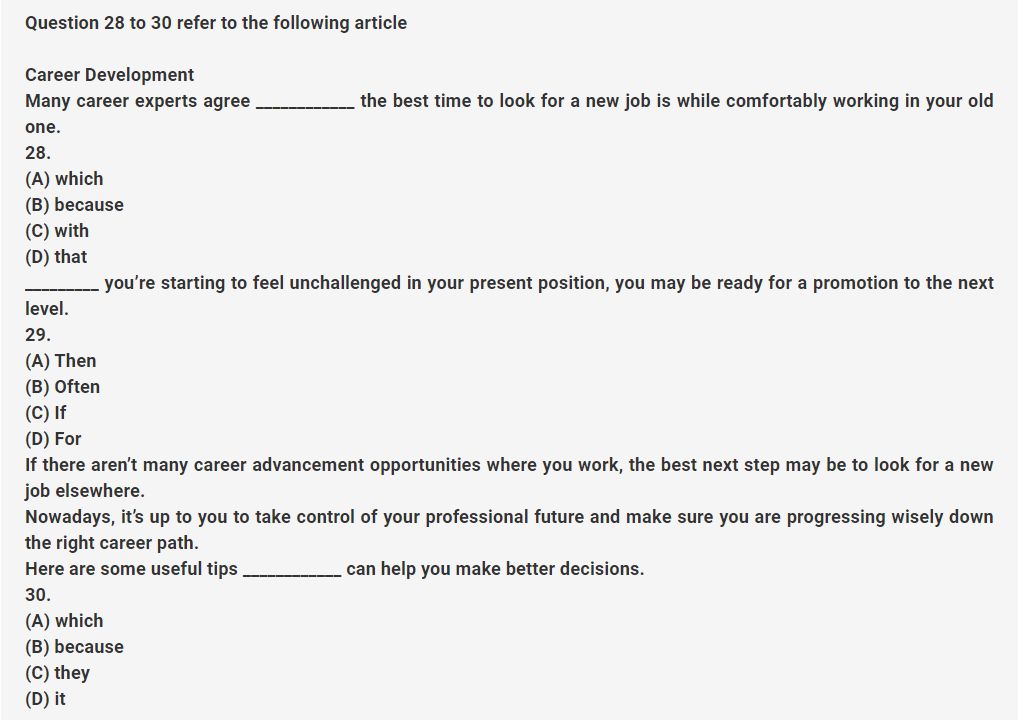 Question 28 to 30 refer to the following article
Career Development
Many career experts agree ____________ the best time to look for a new job is while comfortably working in your old
one.
28.
(A) which
(B) because
(C) with
(D) that
_________ you’re starting to feel unchallenged in your present position, you may be ready for a promotion to the next
level.
29.
(A) Then
(B) Often
(C) If
(D) For
If there aren’t many career advancement opportunities where you work, the best next step may be to look for a new
job elsewhere.
Nowadays, it’s up to you to take control of your professional future and make sure you are progressing wisely down
the right career path.
Here are some useful tips ____________ can help you make better decisions.
30.
(A) which
(B) because
(C) they
(D) it